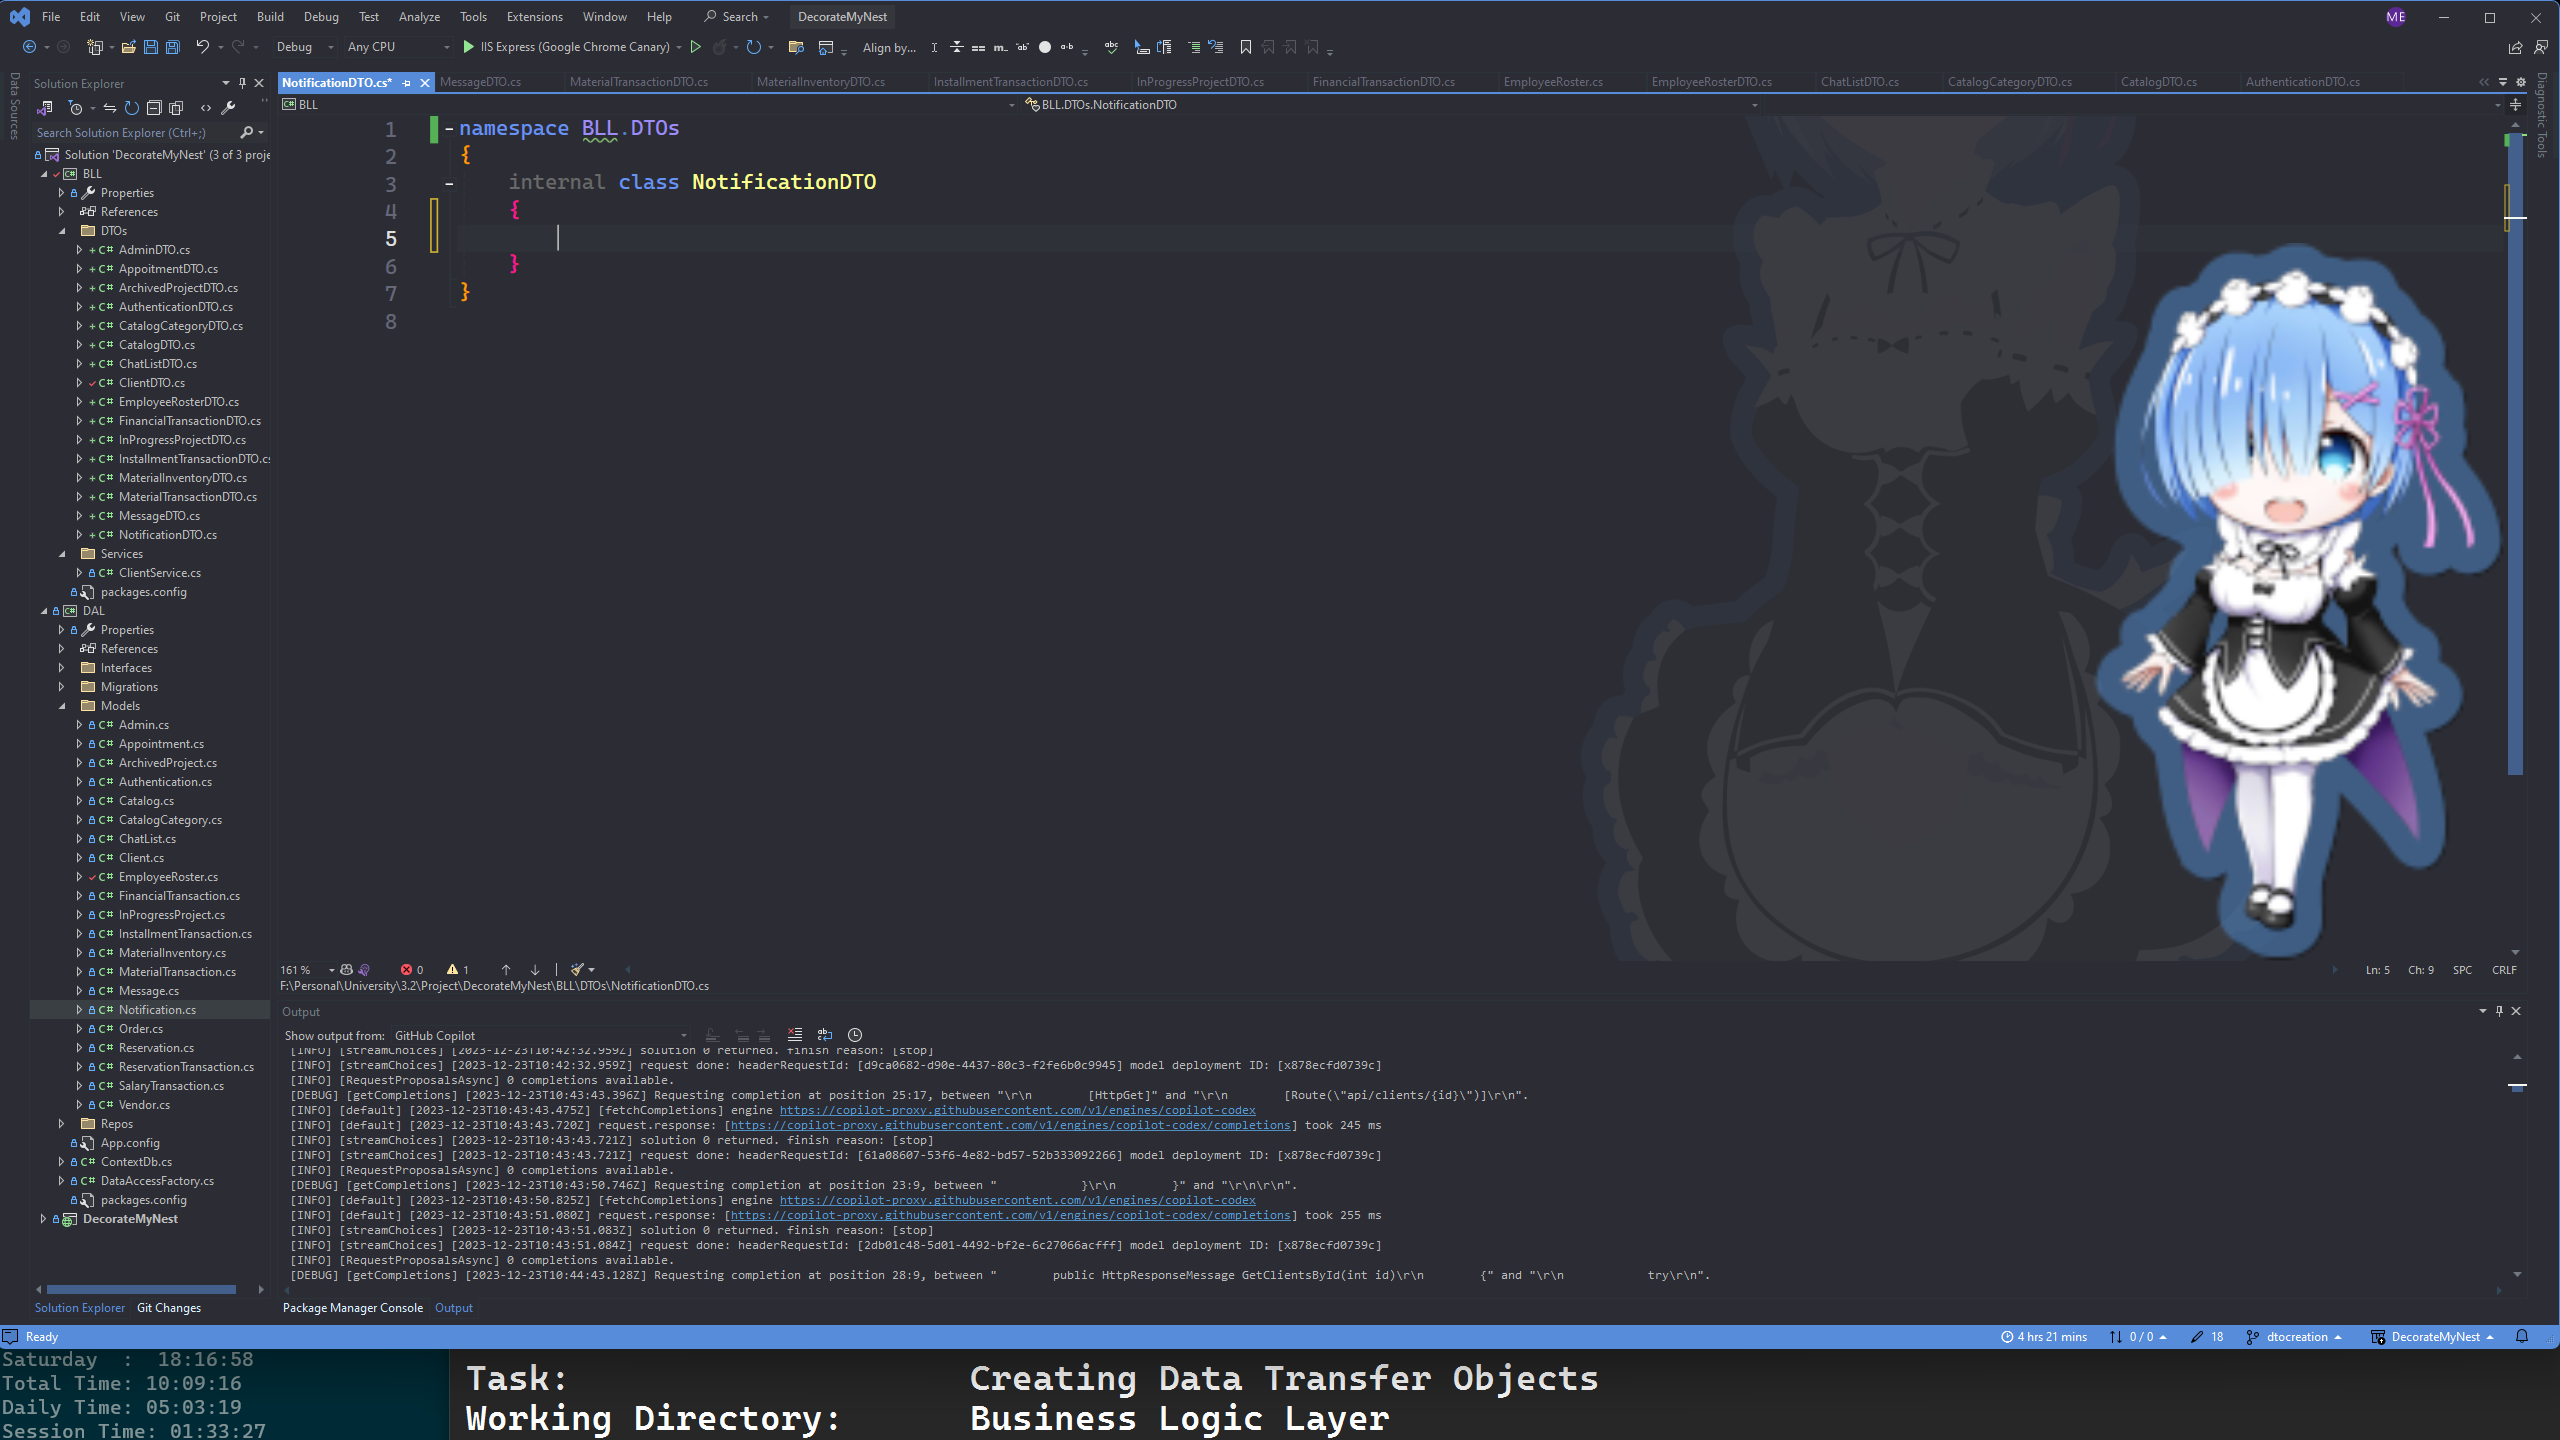 File Edit View Git Project Build Debug Test Analyze Tools Extensions Window Help Search DecorateMyNest ME
Debug Any CPU IIS Express (Google Chrome Canary) Align by...
Data Sources
Solution Explorer
Search Solution Explorer (Ctrl+;)
Solution 'DecorateMyNest' (3 of 3 proje
BLL
Properties
References
DTOs
AdminDTO.cs
AppoitmentDTO.cs
ArchivedProjectDTO.cs
AuthenticationDTO.cs
CatalogCategoryDTO.cs
CatalogDTO.cs
ChatListDTO.cs
ClientDTO.cs
EmployeeRosterDTO.cs
FinancialTransactionDTO.cs
InProgressProjectDTO.cs
InstallmentTransactionDTO.cs
MaterialInventoryDTO.cs
MaterialTransactionDTO.cs
MessageDTO.cs
NotificationDTO.cs
Services
ClientService.cs
packages.config
DAL
Properties
References
Interfaces
Migrations
Models
Admin.cs
Appointment.cs
ArchivedProject.cs
Authentication.cs
Catalog.cs
CatalogCategory.cs
ChatList.cs
Client.cs
EmployeeRoster.cs
FinancialTransaction.cs
InProgressProject.cs
InstallmentTransaction.cs
MaterialInventory.cs
MaterialTransaction.cs
Message.cs
Notification.cs
Order.cs
Reservation.cs
ReservationTransaction.cs
SalaryTransaction.cs
Vendor.cs
Repos
App.config
ContextDb.cs
DataAccessFactory.cs
packages.config
DecorateMyNest
Solution Explorer Git Changes
NotificationDTO.cs* MessageDTO.cs MaterialTransactionDTO.cs MaterialInventoryDTO.cs InstallmentTransactionDTO.cs InProgressProjectDTO.cs FinancialTransactionDTO.cs EmployeeRoster.cs EmployeeRosterDTO.cs ChatListDTO.cs CatalogCategoryDTO.cs CatalogDTO.cs AuthenticationDTO.cs
BLL BLL.DTOs.NotificationDTO
Diagnostic Tools
1 namespace BLL.DTOs
2 {
3 internal class NotificationDTO
4 {
5
6 }
7 }
8
161 % 0 1 Ln: 5 Ch: 9 SPC CRLF
F:\Personal\University\3.2\Project\DecorateMyNest\BLL\DTOs\NotificationDTO.cs
Output
Show output from: GitHub Copilot
[INFO] [streamChoices] [2023-12-23T10:42:32.959Z] solution 0 returned. finish reason: [stop]
[INFO] [streamChoices] [2023-12-23T10:42:32.959Z] request done: headerRequestId: [d9ca0682-d90e-4437-80c3-f2fe6b0c9945] model deployment ID: [x878ecfd0739c]
[INFO] [RequestProposalsAsync] 0 completions available.
[DEBUG] [getCompletions] [2023-12-23T10:43:43.396Z] Requesting completion at position 25:17, between "\r\n [HttpGet]" and "\r\n [Route(\"api/clients/{id}\")]\r\n".
[INFO] [default] [2023-12-23T10:43:43.475Z] [fetchCompletions] engine https://copilot-proxy.githubusercontent.com/v1/engines/copilot-codex
[INFO] [default] [2023-12-23T10:43:43.720Z] request.response: [https://copilot-proxy.githubusercontent.com/v1/engines/copilot-codex/completions] took 245 ms
[INFO] [streamChoices] [2023-12-23T10:43:43.721Z] solution 0 returned. finish reason: [stop]
[INFO] [streamChoices] [2023-12-23T10:43:43.721Z] request done: headerRequestId: [61a08607-53f6-4e82-bd57-52b333092266] model deployment ID: [x878ecfd0739c]
[INFO] [RequestProposalsAsync] 0 completions available.
[DEBUG] [getCompletions] [2023-12-23T10:43:50.746Z] Requesting completion at position 23:9, between " }\r\n }" and "\r\n\r\n".
[INFO] [default] [2023-12-23T10:43:50.825Z] [fetchCompletions] engine https://copilot-proxy.githubusercontent.com/v1/engines/copilot-codex
[INFO] [default] [2023-12-23T10:43:51.080Z] request.response: [https://copilot-proxy.githubusercontent.com/v1/engines/copilot-codex/completions] took 255 ms
[INFO] [streamChoices] [2023-12-23T10:43:51.083Z] solution 0 returned. finish reason: [stop]
[INFO] [streamChoices] [2023-12-23T10:43:51.084Z] request done: headerRequestId: [2db01c48-5d01-4492-bf2e-6c27066acfff] model deployment ID: [x878ecfd0739c]
[INFO] [RequestProposalsAsync] 0 completions available.
[DEBUG] [getCompletions] [2023-12-23T10:44:43.128Z] Requesting completion at position 28:9, between " public HttpResponseMessage GetClientsById(int id)\r\n {" and "\r\n try\r\n".
Package Manager Console Output
Ready 4 hrs 21 mins 0 / 0 18 dtocreation DecorateMyNest
Saturday : 18:16:58
Total Time: 10:09:16
Daily Time: 05:03:19
Session Time: 01:33:27
Task: Creating Data Transfer Objects
Working Directory: Business Logic Layer